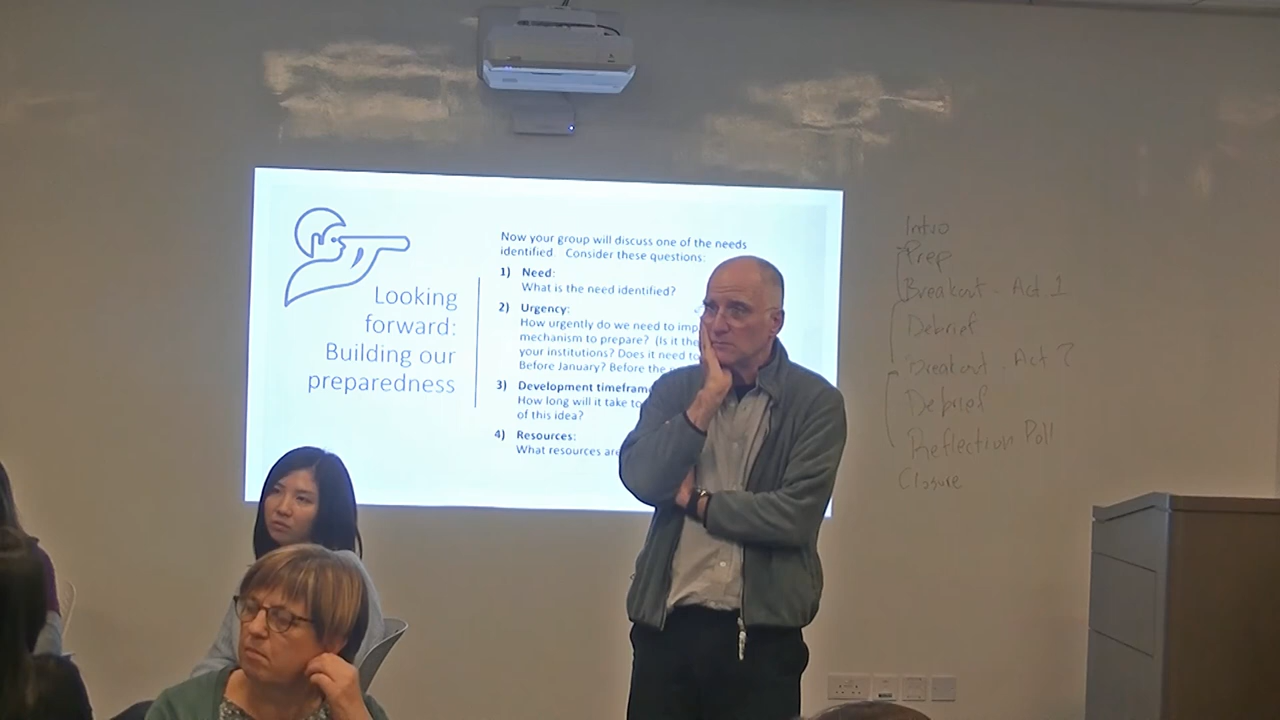 Looking
forward:
Building our
preparedness
Now your group will discuss one of the needs
identified. Consider these questions:
1) Need:
What is the need identified?
2) Urgency:
How urgently do we need to imp
mechanism to prepare? (Is it the
your institutions? Does it need to
Before January? Before the
3) Development timeframe
How long will it take to
of this idea?
4) Resources:
What resources are
Intro
Prep
Breakout - Act 1
Debrief
Breakout - Act 2
Debrief
Reflection Poll
Closure